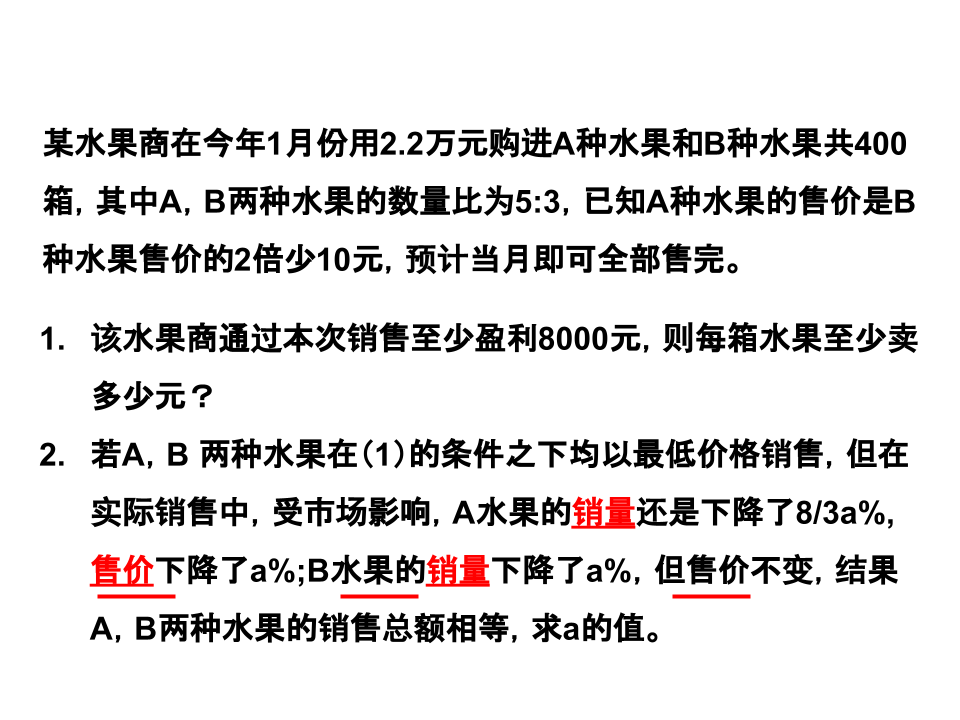 某水果商在今年1月份用2.2万元购进A种水果和B种水果共400
箱，其中A，B两种水果的数量比为5:3，已知A种水果的售价是B
种水果售价的2倍少10元，预计当月即可全部售完。
1. 该水果商通过本次销售至少盈利8000元，则每箱水果至少卖
多少元？
2. 若A，B 两种水果在（1）的条件之下均以最低价格销售，但在
实际销售中，受市场影响，A水果的销量还是下降了8/3a%,
售价下降了a%;B水果的销量下降了a%，但售价不变，结果
A，B两种水果的销售总额相等，求a的值。